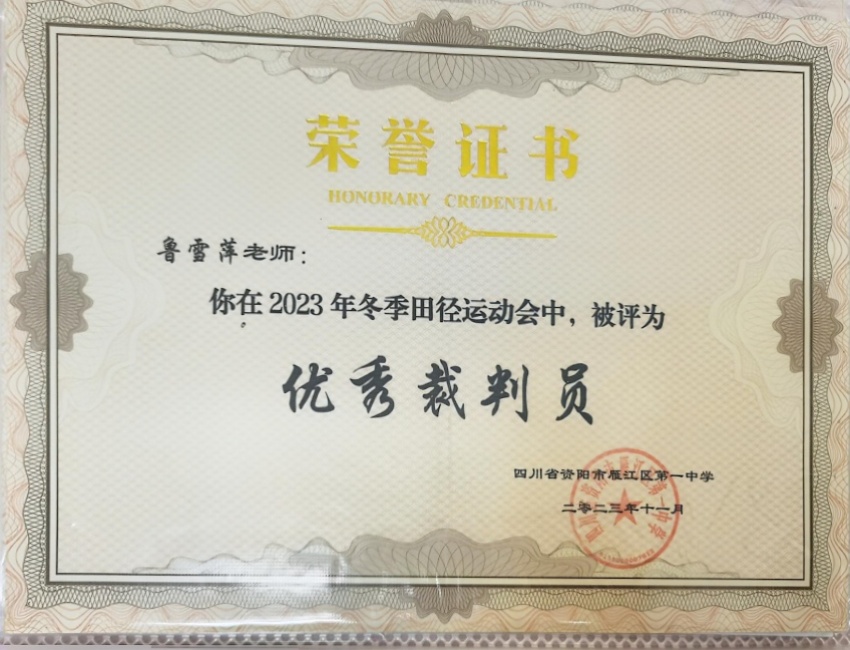 荣誉证书
HONORARY CREDENTIAL
鲁雪萍老师:
你在2023年冬季田径运动会中，被评为
优秀裁判员
四川省资阳市雁江区第一中学
二零二三年十一月